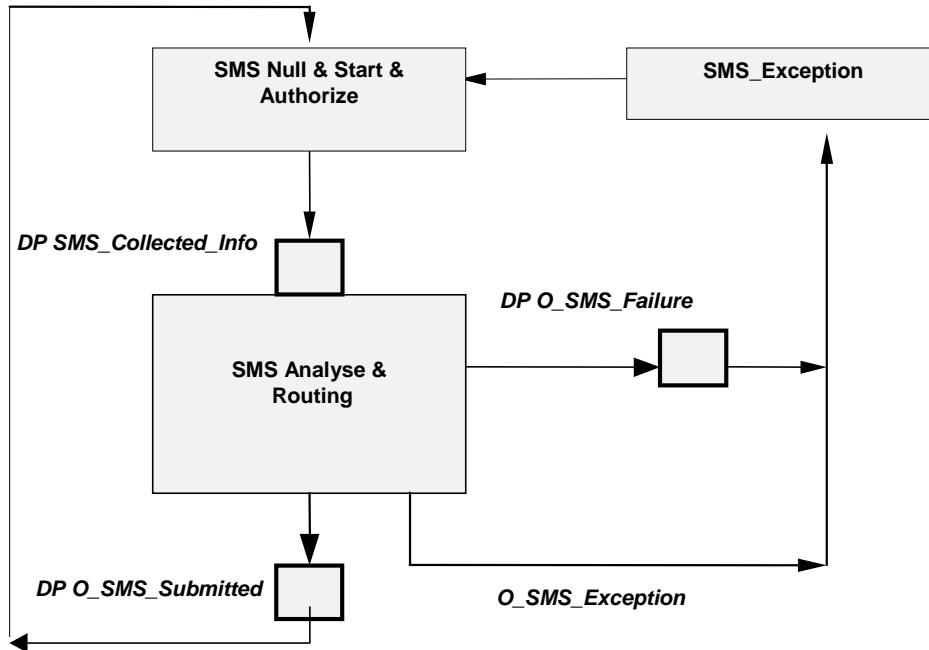 SMS Null & Start &
Authorize
SMS_Exception
DP SMS_Collected_Info
DP O_SMS_Failure
SMS Analyse &
Routing
DP O_SMS_Submitted
O_SMS_Exception